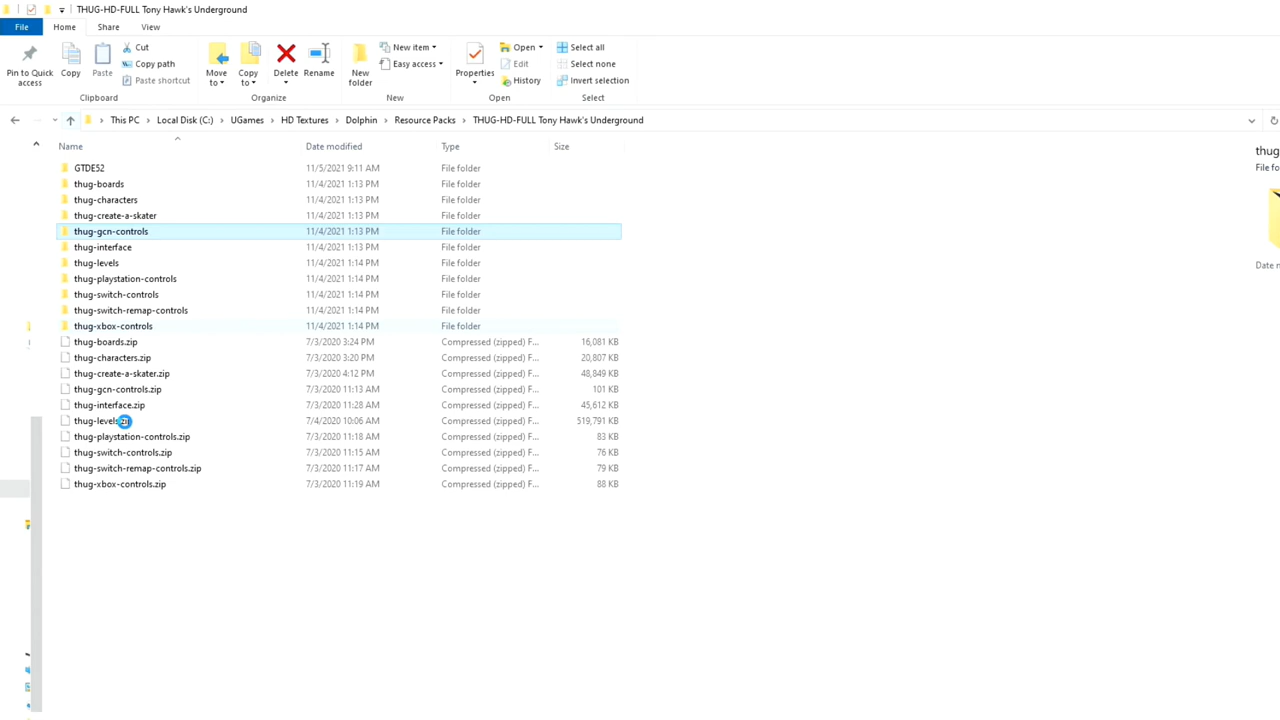 THUG-HD-FULL Tony Hawk's Underground
File Home Share View
Pin to Quick access
Copy
Paste
Cut
Copy path
Paste shortcut
Clipboard
Move to
Copy to
Delete
Rename
Organize
New folder
New item
Easy access
New
Properties
Open
Edit
History
Open
Select all
Select none
Invert selection
Select
This PC > Local Disk (C:) > UGames > HD Textures > Dolphin > Resource Packs > THUG-HD-FULL Tony Hawk's Underground
Name Date modified Type Size
GTDE52 11/5/2021 9:11 AM File folder
thug-boards 11/4/2021 1:13 PM File folder
thug-characters 11/4/2021 1:13 PM File folder
thug-create-a-skater 11/4/2021 1:13 PM File folder
thug-gcn-controls 11/4/2021 1:13 PM File folder
thug-interface 11/4/2021 1:13 PM File folder
thug-levels 11/4/2021 1:14 PM File folder
thug-playstation-controls 11/4/2021 1:14 PM File folder
thug-switch-controls 11/4/2021 1:14 PM File folder
thug-switch-remap-controls 11/4/2021 1:14 PM File folder
thug-xbox-controls 11/4/2021 1:14 PM File folder
thug-boards.zip 7/3/2020 3:24 PM Compressed (zipped) F... 16,081 KB
thug-characters.zip 7/3/2020 3:20 PM Compressed (zipped) F... 20,807 KB
thug-create-a-skater.zip 7/3/2020 4:12 PM Compressed (zipped) F... 48,849 KB
thug-gcn-controls.zip 7/3/2020 11:13 AM Compressed (zipped) F... 101 KB
thug-interface.zip 7/3/2020 11:28 AM Compressed (zipped) F... 45,612 KB
thug-levels.zip 7/4/2020 10:06 AM Compressed (zipped) F... 519,791 KB
thug-playstation-controls.zip 7/3/2020 11:18 AM Compressed (zipped) F... 83 KB
thug-switch-controls.zip 7/3/2020 11:15 AM Compressed (zipped) F... 76 KB
thug-switch-remap-controls.zip 7/3/2020 11:17 AM Compressed (zipped) F... 79 KB
thug-xbox-controls.zip 7/3/2020 11:19 AM Compressed (zipped) F... 88 KB
thug
File fo
Date n